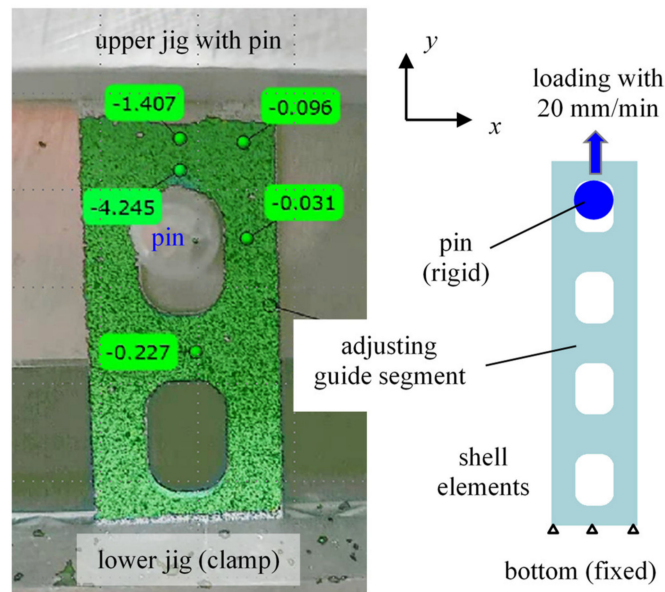 upper jig with pin
-1.407
-0.096
-4.245
-0.031
pin
-0.227
lower jig (clamp)
y
x
loading with
20 mm/min
pin
(rigid)
adjusting
guide segment
shell
elements
bottom (fixed)